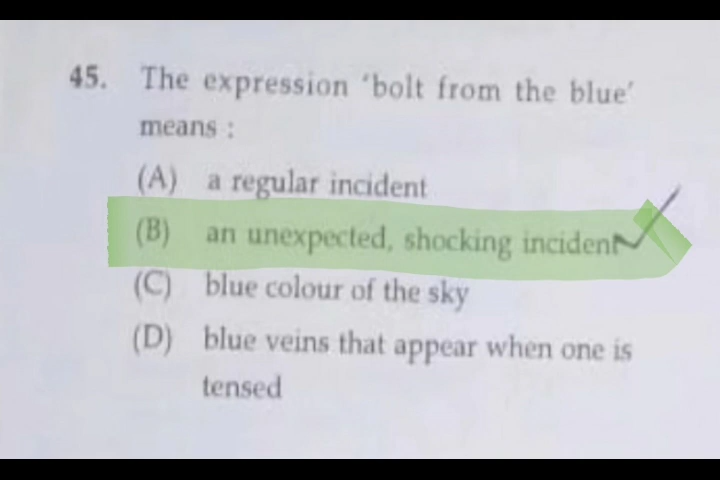 45. The expression 'bolt from the blue'
means :
(A) a regular incident
(B) an unexpected, shocking incident
(C) blue colour of the sky
(D) blue veins that appear when one is
tensed